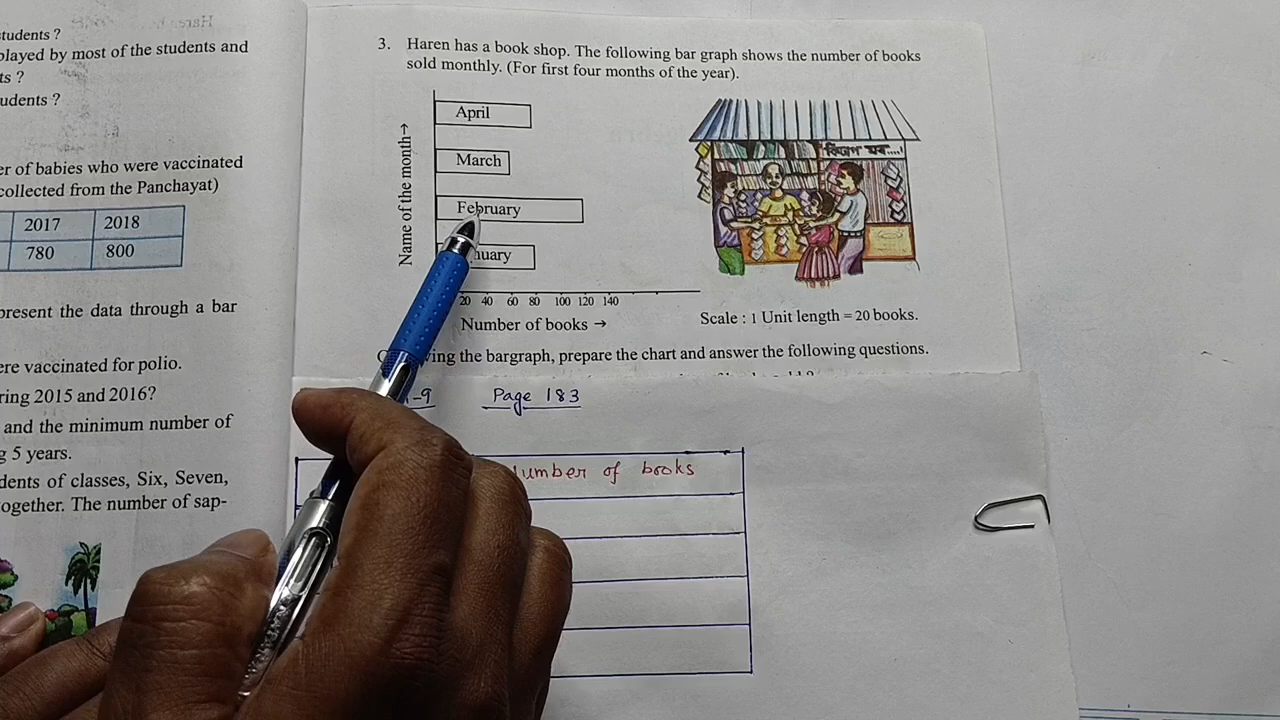 tudents ?
played by most of the students and
ts ?
udents ?
er of babies who were vaccinated
collected from the Panchayat)
2017 2018
780 800
present the data through a bar
ere vaccinated for polio.
ring 2015 and 2016?
and the minimum number of
g 5 years.
dents of classes, Six, Seven,
ogether. The number of sap-
3. Haren has a book shop. The following bar graph shows the number of books
sold monthly. (For first four months of the year).
Name of the month→
April
March
February
nuary
20 40 60 80 100 120 140
Number of books →
Scale : 1 Unit length = 20 books.
ving the bargraph, prepare the chart and answer the following questions.
-9 Page 183
umber of books